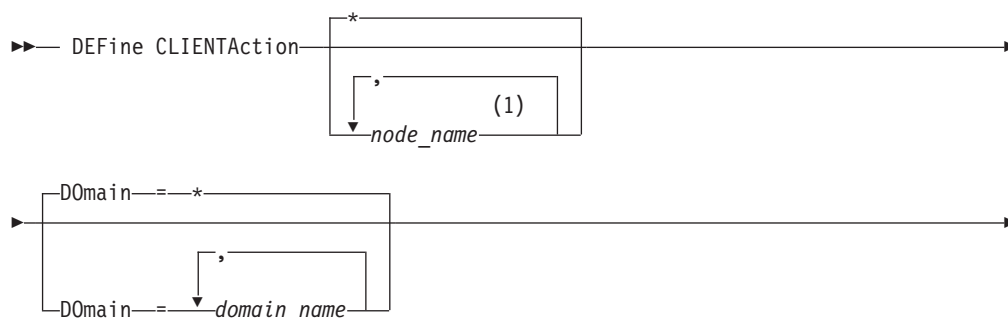 *
DEFine CLIENTAction
,
(1)
node_name
DOmain = *
,
DOmain = domain_name